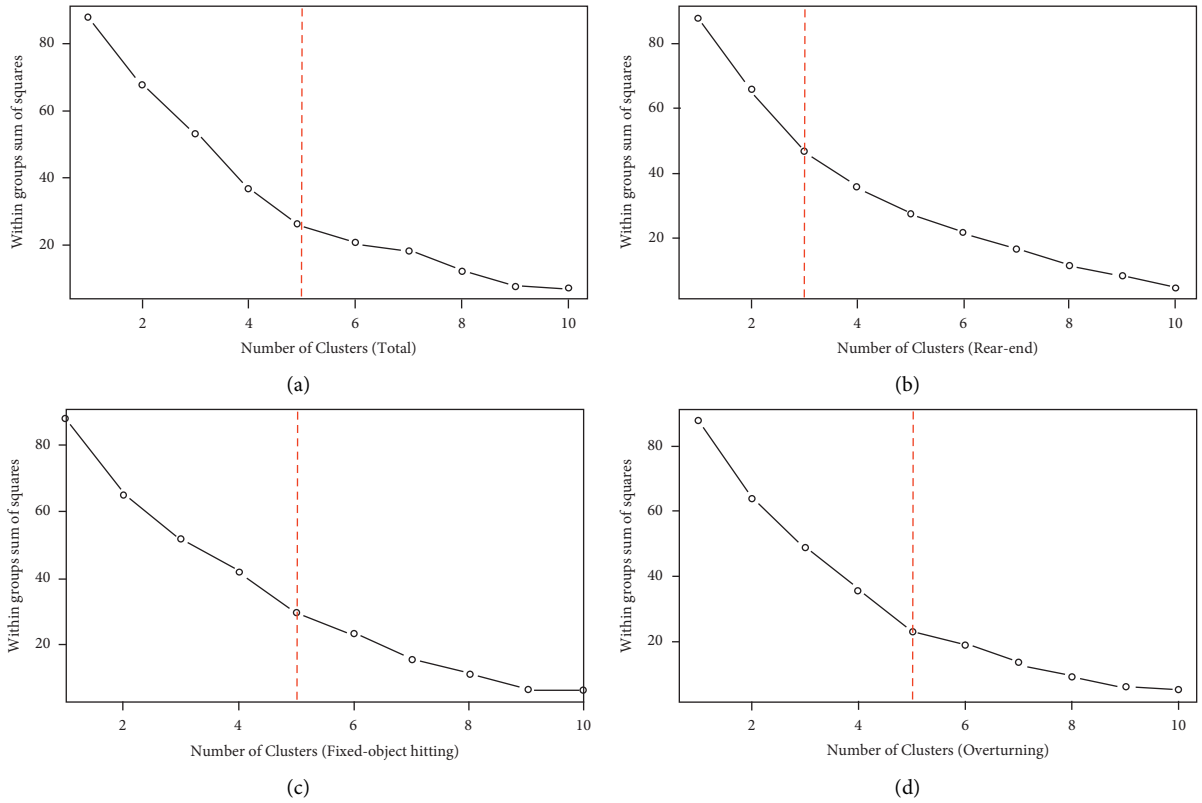 80
60
40
20
Within groups sum of squares
2 4 6 8 10
Number of Clusters (Total)
(a)
80
60
40
20
Within groups sum of squares
2 4 6 8 10
Number of Clusters (Rear-end)
(b)
80
60
40
20
Within groups sum of squares
2 4 6 8 10
Number of Clusters (Fixed-object hitting)
(c)
80
60
40
20
Within groups sum of squares
2 4 6 8 10
Number of Clusters (Overturning)
(d)